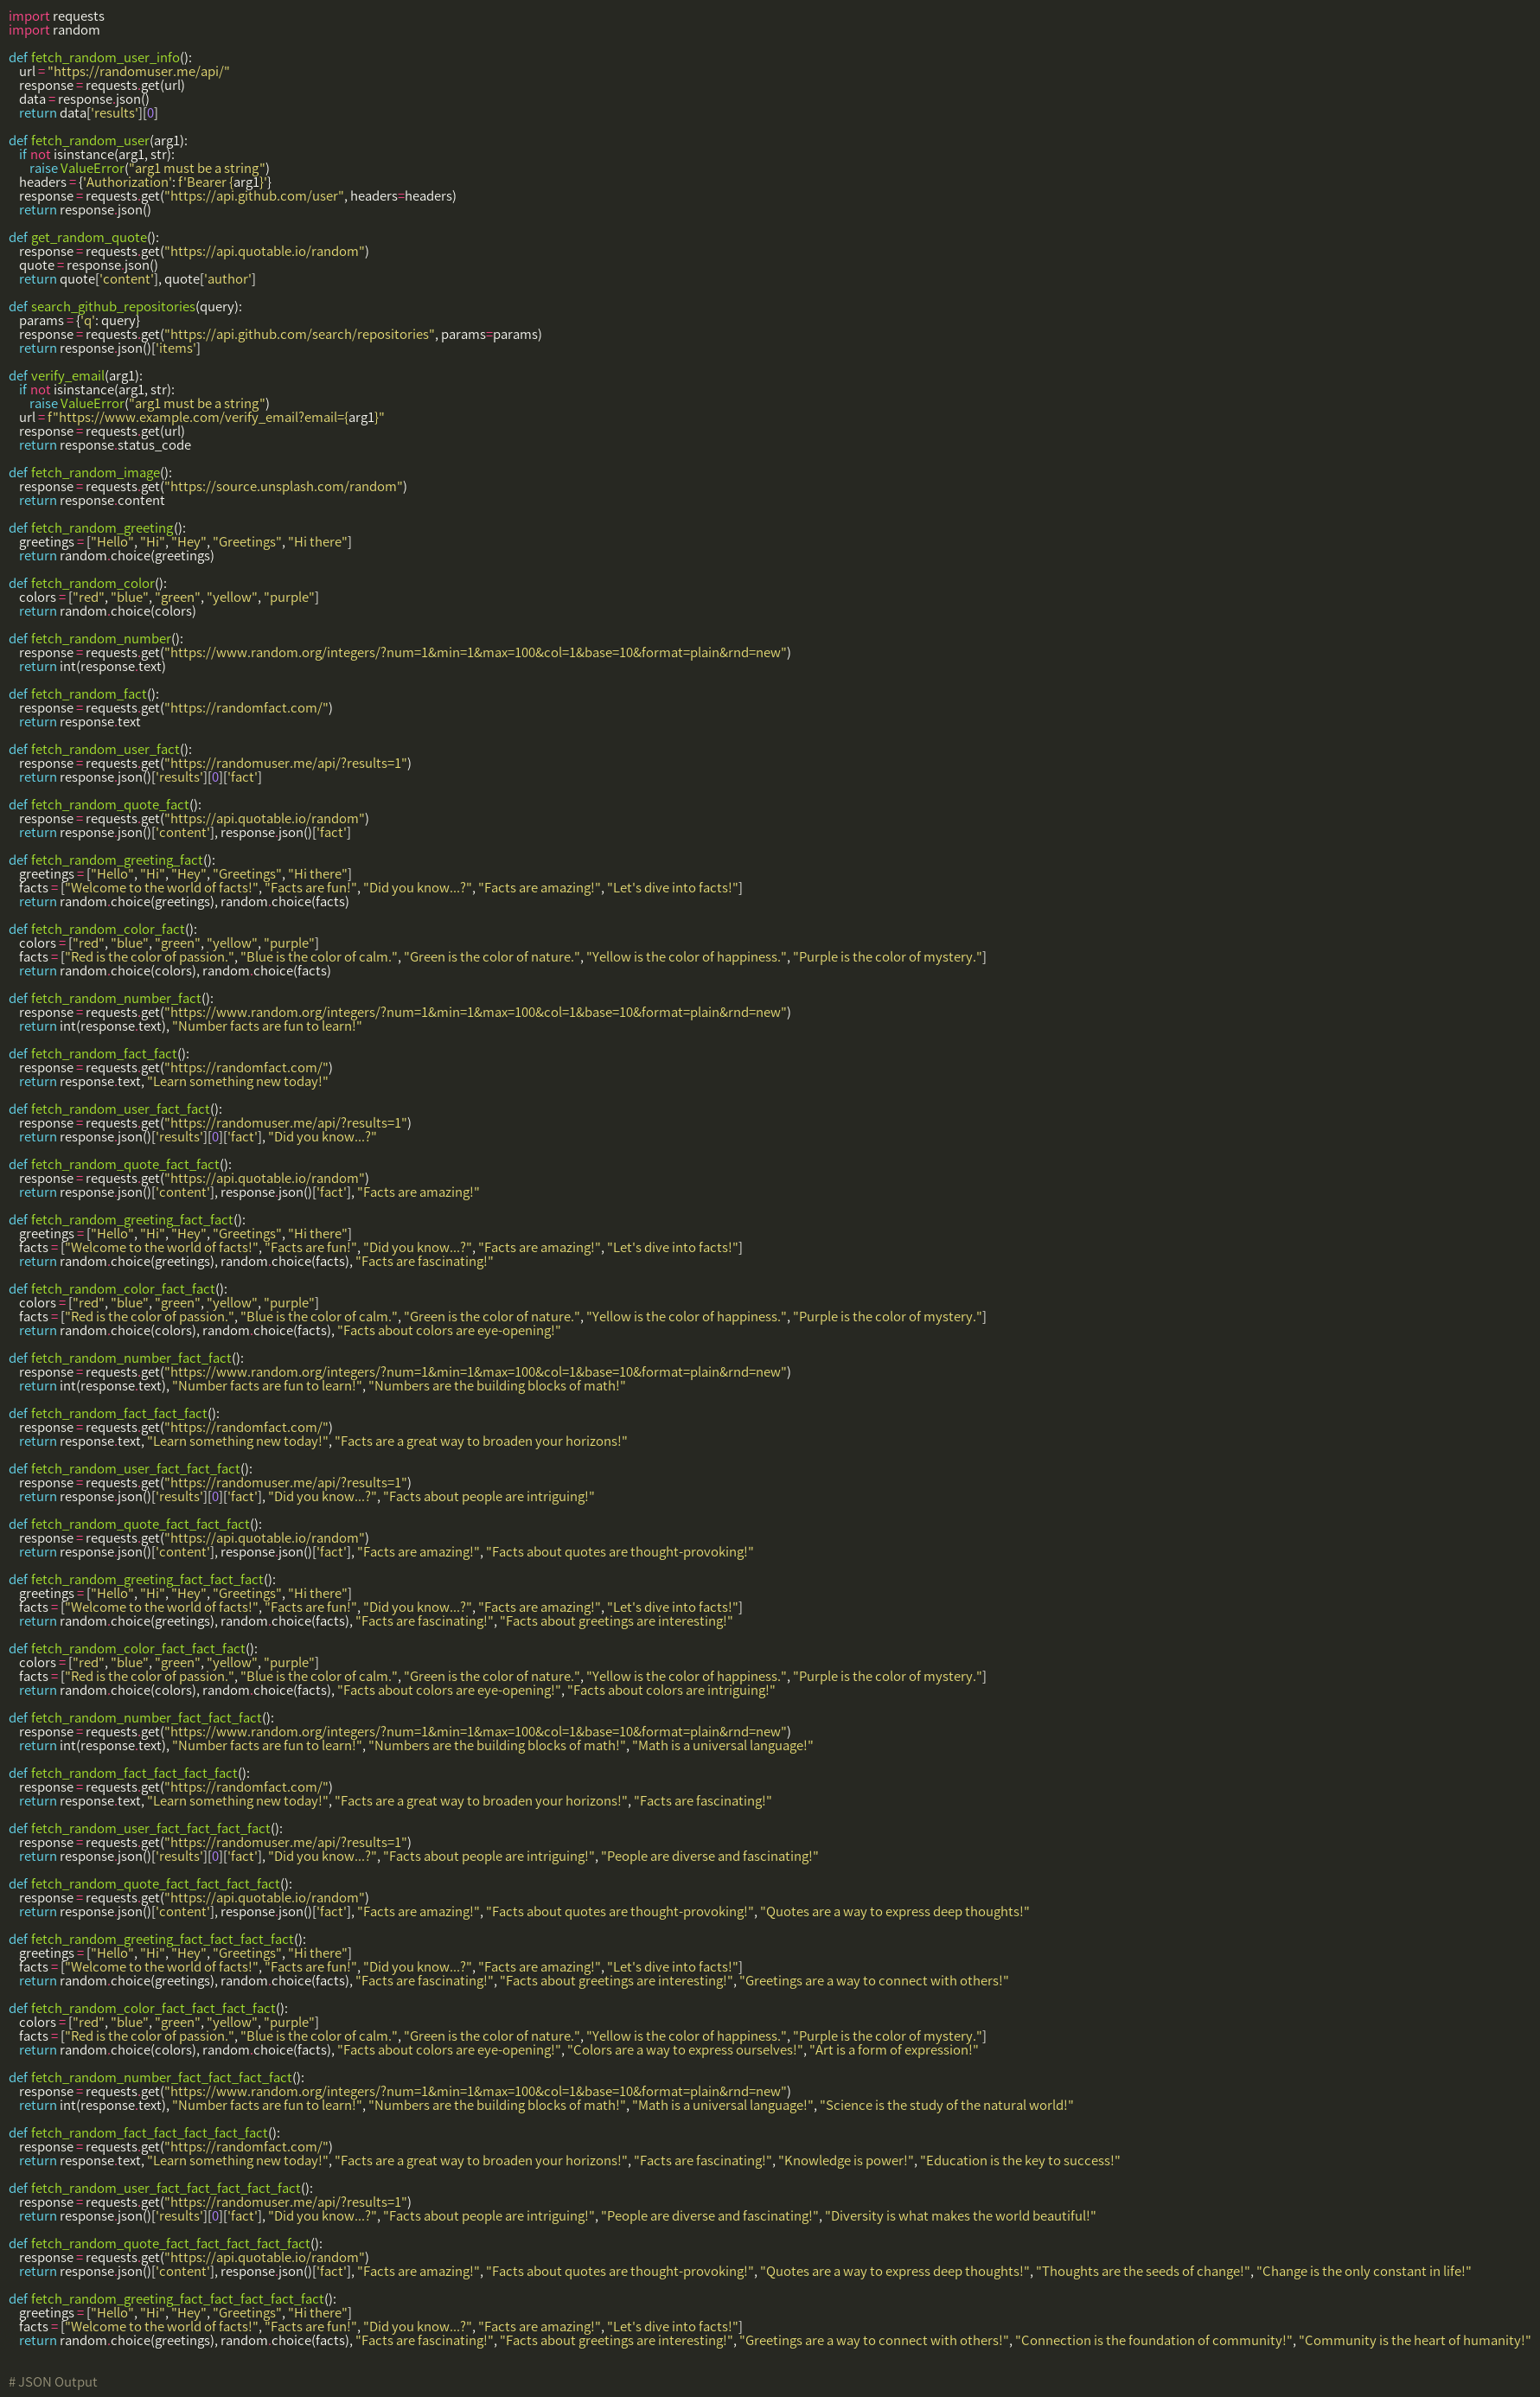 import requests
import random

def fetch_random_user_info():
    url = "https://randomuser.me/api/"
    response = requests.get(url)
    data = response.json()
    return data['results'][0]

def fetch_random_user(arg1):
    if not isinstance(arg1, str):
        raise ValueError("arg1 must be a string")
    headers = {'Authorization': f'Bearer {arg1}'}
    response = requests.get("https://api.github.com/user", headers=headers)
    return response.json()

def get_random_quote():
    response = requests.get("https://api.quotable.io/random")
    quote = response.json()
    return quote['content'], quote['author']

def search_github_repositories(query):
    params = {'q': query}
    response = requests.get("https://api.github.com/search/repositories", params=params)
    return response.json()['items']

def verify_email(arg1):
    if not isinstance(arg1, str):
        raise ValueError("arg1 must be a string")
    url = f"https://www.example.com/verify_email?email={arg1}"
    response = requests.get(url)
    return response.status_code

def fetch_random_image():
    response = requests.get("https://source.unsplash.com/random")
    return response.content

def fetch_random_greeting():
    greetings = ["Hello", "Hi", "Hey", "Greetings", "Hi there"]
    return random.choice(greetings)

def fetch_random_color():
    colors = ["red", "blue", "green", "yellow", "purple"]
    return random.choice(colors)

def fetch_random_number():
    response = requests.get("https://www.random.org/integers/?num=1&min=1&max=100&col=1&base=10&format=plain&rnd=new")
    return int(response.text)

def fetch_random_fact():
    response = requests.get("https://randomfact.com/")
    return response.text

def fetch_random_user_fact():
    response = requests.get("https://randomuser.me/api/?results=1")
    return response.json()['results'][0]['fact']

def fetch_random_quote_fact():
    response = requests.get("https://api.quotable.io/random")
    return response.json()['content'], response.json()['fact']

def fetch_random_greeting_fact():
    greetings = ["Hello", "Hi", "Hey", "Greetings", "Hi there"]
    facts = ["Welcome to the world of facts!", "Facts are fun!", "Did you know...?", "Facts are amazing!", "Let's dive into facts!"]
    return random.choice(greetings), random.choice(facts)

def fetch_random_color_fact():
    colors = ["red", "blue", "green", "yellow", "purple"]
    facts = ["Red is the color of passion.", "Blue is the color of calm.", "Green is the color of nature.", "Yellow is the color of happiness.", "Purple is the color of mystery."]
    return random.choice(colors), random.choice(facts)

def fetch_random_number_fact():
    response = requests.get("https://www.random.org/integers/?num=1&min=1&max=100&col=1&base=10&format=plain&rnd=new")
    return int(response.text), "Number facts are fun to learn!"

def fetch_random_fact_fact():
    response = requests.get("https://randomfact.com/")
    return response.text, "Learn something new today!"

def fetch_random_user_fact_fact():
    response = requests.get("https://randomuser.me/api/?results=1")
    return response.json()['results'][0]['fact'], "Did you know...?"

def fetch_random_quote_fact_fact():
    response = requests.get("https://api.quotable.io/random")
    return response.json()['content'], response.json()['fact'], "Facts are amazing!"

def fetch_random_greeting_fact_fact():
    greetings = ["Hello", "Hi", "Hey", "Greetings", "Hi there"]
    facts = ["Welcome to the world of facts!", "Facts are fun!", "Did you know...?", "Facts are amazing!", "Let's dive into facts!"]
    return random.choice(greetings), random.choice(facts), "Facts are fascinating!"

def fetch_random_color_fact_fact():
    colors = ["red", "blue", "green", "yellow", "purple"]
    facts = ["Red is the color of passion.", "Blue is the color of calm.", "Green is the color of nature.", "Yellow is the color of happiness.", "Purple is the color of mystery."]
    return random.choice(colors), random.choice(facts), "Facts about colors are eye-opening!"

def fetch_random_number_fact_fact():
    response = requests.get("https://www.random.org/integers/?num=1&min=1&max=100&col=1&base=10&format=plain&rnd=new")
    return int(response.text), "Number facts are fun to learn!", "Numbers are the building blocks of math!"

def fetch_random_fact_fact_fact():
    response = requests.get("https://randomfact.com/")
    return response.text, "Learn something new today!", "Facts are a great way to broaden your horizons!"

def fetch_random_user_fact_fact_fact():
    response = requests.get("https://randomuser.me/api/?results=1")
    return response.json()['results'][0]['fact'], "Did you know...?", "Facts about people are intriguing!"

def fetch_random_quote_fact_fact_fact():
    response = requests.get("https://api.quotable.io/random")
    return response.json()['content'], response.json()['fact'], "Facts are amazing!", "Facts about quotes are thought-provoking!"

def fetch_random_greeting_fact_fact_fact():
    greetings = ["Hello", "Hi", "Hey", "Greetings", "Hi there"]
    facts = ["Welcome to the world of facts!", "Facts are fun!", "Did you know...?", "Facts are amazing!", "Let's dive into facts!"]
    return random.choice(greetings), random.choice(facts), "Facts are fascinating!", "Facts about greetings are interesting!"

def fetch_random_color_fact_fact_fact():
    colors = ["red", "blue", "green", "yellow", "purple"]
    facts = ["Red is the color of passion.", "Blue is the color of calm.", "Green is the color of nature.", "Yellow is the color of happiness.", "Purple is the color of mystery."]
    return random.choice(colors), random.choice(facts), "Facts about colors are eye-opening!", "Facts about colors are intriguing!"

def fetch_random_number_fact_fact_fact():
    response = requests.get("https://www.random.org/integers/?num=1&min=1&max=100&col=1&base=10&format=plain&rnd=new")
    return int(response.text), "Number facts are fun to learn!", "Numbers are the building blocks of math!", "Math is a universal language!"

def fetch_random_fact_fact_fact_fact():
    response = requests.get("https://randomfact.com/")
    return response.text, "Learn something new today!", "Facts are a great way to broaden your horizons!", "Facts are fascinating!"

def fetch_random_user_fact_fact_fact_fact():
    response = requests.get("https://randomuser.me/api/?results=1")
    return response.json()['results'][0]['fact'], "Did you know...?", "Facts about people are intriguing!", "People are diverse and fascinating!"

def fetch_random_quote_fact_fact_fact_fact():
    response = requests.get("https://api.quotable.io/random")
    return response.json()['content'], response.json()['fact'], "Facts are amazing!", "Facts about quotes are thought-provoking!", "Quotes are a way to express deep thoughts!"

def fetch_random_greeting_fact_fact_fact_fact():
    greetings = ["Hello", "Hi", "Hey", "Greetings", "Hi there"]
    facts = ["Welcome to the world of facts!", "Facts are fun!", "Did you know...?", "Facts are amazing!", "Let's dive into facts!"]
    return random.choice(greetings), random.choice(facts), "Facts are fascinating!", "Facts about greetings are interesting!", "Greetings are a way to connect with others!"

def fetch_random_color_fact_fact_fact_fact():
    colors = ["red", "blue", "green", "yellow", "purple"]
    facts = ["Red is the color of passion.", "Blue is the color of calm.", "Green is the color of nature.", "Yellow is the color of happiness.", "Purple is the color of mystery."]
    return random.choice(colors), random.choice(facts), "Facts about colors are eye-opening!", "Colors are a way to express ourselves!", "Art is a form of expression!"

def fetch_random_number_fact_fact_fact_fact():
    response = requests.get("https://www.random.org/integers/?num=1&min=1&max=100&col=1&base=10&format=plain&rnd=new")
    return int(response.text), "Number facts are fun to learn!", "Numbers are the building blocks of math!", "Math is a universal language!", "Science is the study of the natural world!"

def fetch_random_fact_fact_fact_fact_fact():
    response = requests.get("https://randomfact.com/")
    return response.text, "Learn something new today!", "Facts are a great way to broaden your horizons!", "Facts are fascinating!", "Knowledge is power!", "Education is the key to success!"

def fetch_random_user_fact_fact_fact_fact_fact():
    response = requests.get("https://randomuser.me/api/?results=1")
    return response.json()['results'][0]['fact'], "Did you know...?", "Facts about people are intriguing!", "People are diverse and fascinating!", "Diversity is what makes the world beautiful!"

def fetch_random_quote_fact_fact_fact_fact_fact():
    response = requests.get("https://api.quotable.io/random")
    return response.json()['content'], response.json()['fact'], "Facts are amazing!", "Facts about quotes are thought-provoking!", "Quotes are a way to express deep thoughts!", "Thoughts are the seeds of change!", "Change is the only constant in life!"

def fetch_random_greeting_fact_fact_fact_fact_fact():
    greetings = ["Hello", "Hi", "Hey", "Greetings", "Hi there"]
    facts = ["Welcome to the world of facts!", "Facts are fun!", "Did you know...?", "Facts are amazing!", "Let's dive into facts!"]
    return random.choice(greetings), random.choice(facts), "Facts are fascinating!", "Facts about greetings are interesting!", "Greetings are a way to connect with others!", "Connection is the foundation of community!", "Community is the heart of humanity!"


# JSON Output